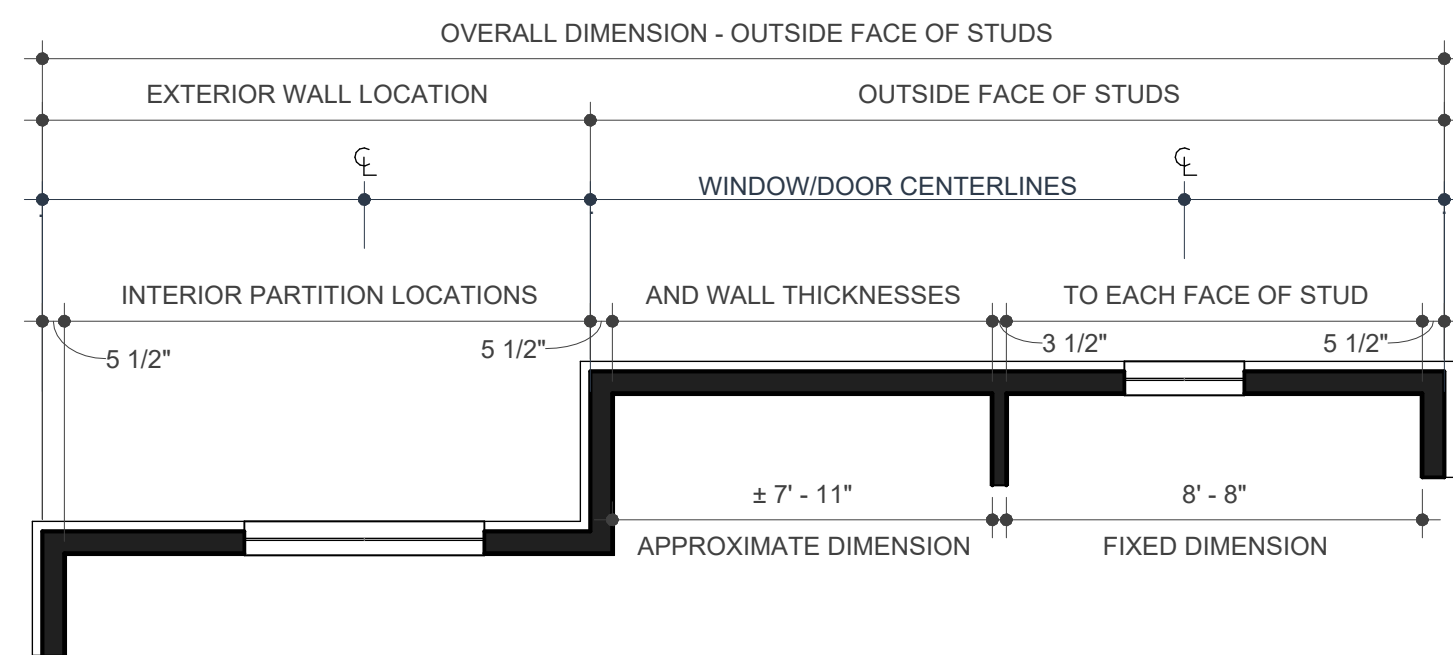 OVERALL DIMENSION - OUTSIDE FACE OF STUDS
EXTERIOR WALL LOCATION OUTSIDE FACE OF STUDS
℄ ℄
WINDOW/DOOR CENTERLINES
INTERIOR PARTITION LOCATIONS AND WALL THICKNESSES TO EACH FACE OF STUD
5 1/2" 5 1/2" 3 1/2" 5 1/2"
± 7' - 11" 8' - 8"
APPROXIMATE DIMENSION FIXED DIMENSION